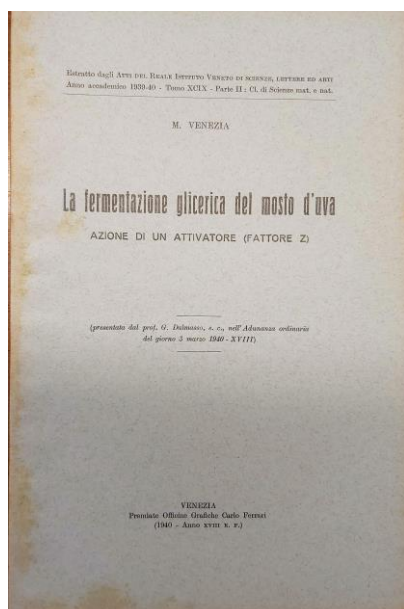 Estratto dagli ATTI DEL REALE ISTITUTO VENETO DI SCIENZE, LETTERE ED ARTI
Anno accademico 1939-40 - Tomo XCIX - Parte II: Cl. di Scienze mat. e nat.
M. VENEZIA
La fermentazione glicerica del mosto d'uva
AZIONE DI UN ATTIVATORE (FATTORE Z)
(presentata dal prof. G. Dalmasso, s. c., nell'Adunanza ordinaria
del giorno 3 marzo 1940 - XVIII)
VENEZIA
Premiate Officine Grafiche Carlo Ferrari
(1940 - Anno XVIII E. F.)